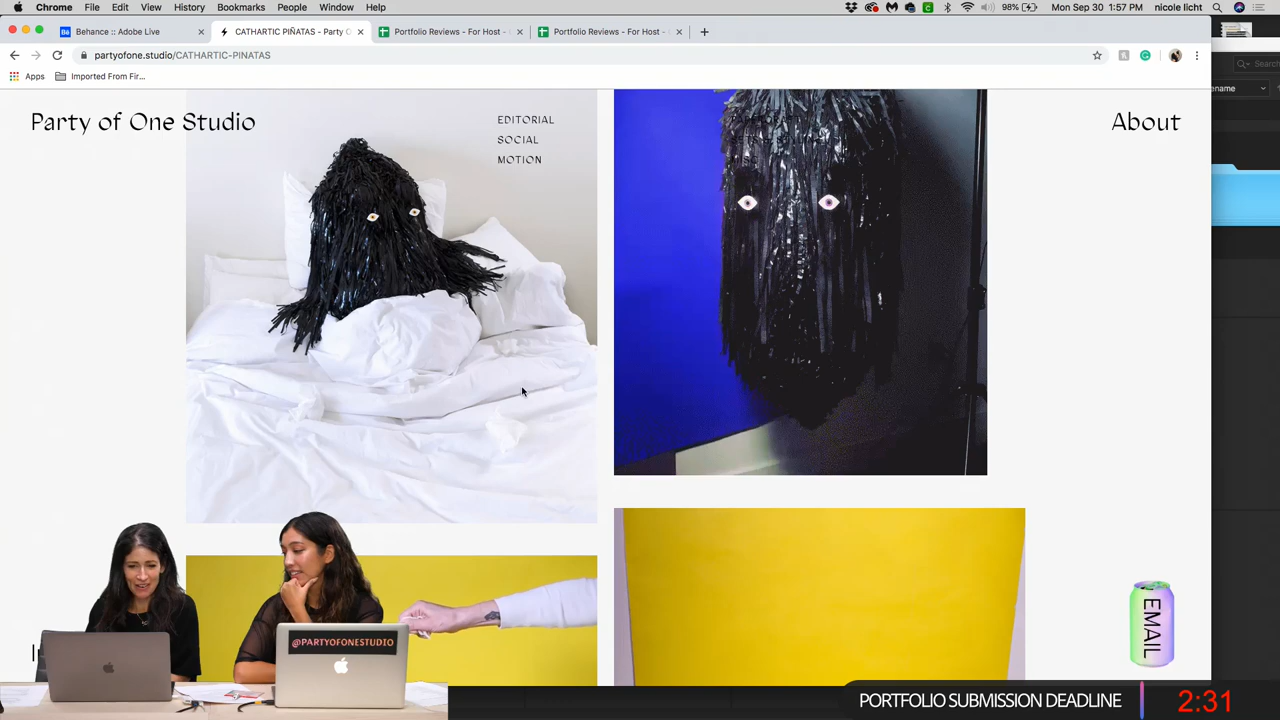 Chrome File Edit View History Bookmarks People Window Help 98% Mon Sep 30 1:57 PM nicole licht
Behance :: Adobe Live CATHARTIC PIÑATAS - Party O Portfolio Reviews - For Host - Portfolio Reviews - For Host -
partyofone.studio/CATHARTIC-PINATAS
Search
Apps Imported From Fir...
ename
Party of One Studio
EDITORIAL
SOCIAL
MOTION
About
@PARTYOFONESTUDIO
EMAIL
PORTFOLIO SUBMISSION DEADLINE 2:31